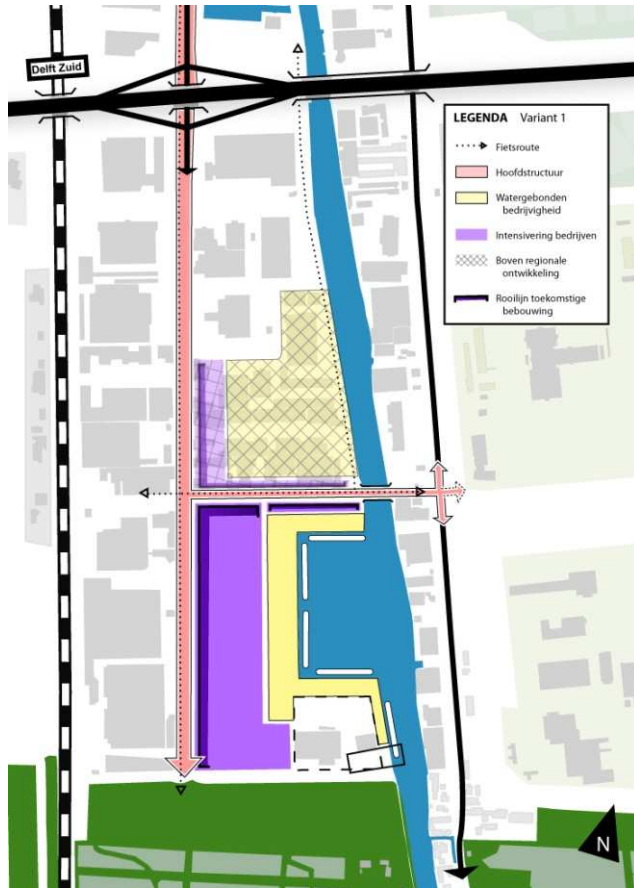 Delft Zuid
LEGENDA Variant 1
Fietsroute
Hoofdstructuur
Watergebonden
bedrijvigheid
Intensivering bedrijven
Boven regionale
ontwikkeling
Rooilijn toekomstige
bebouwing
N